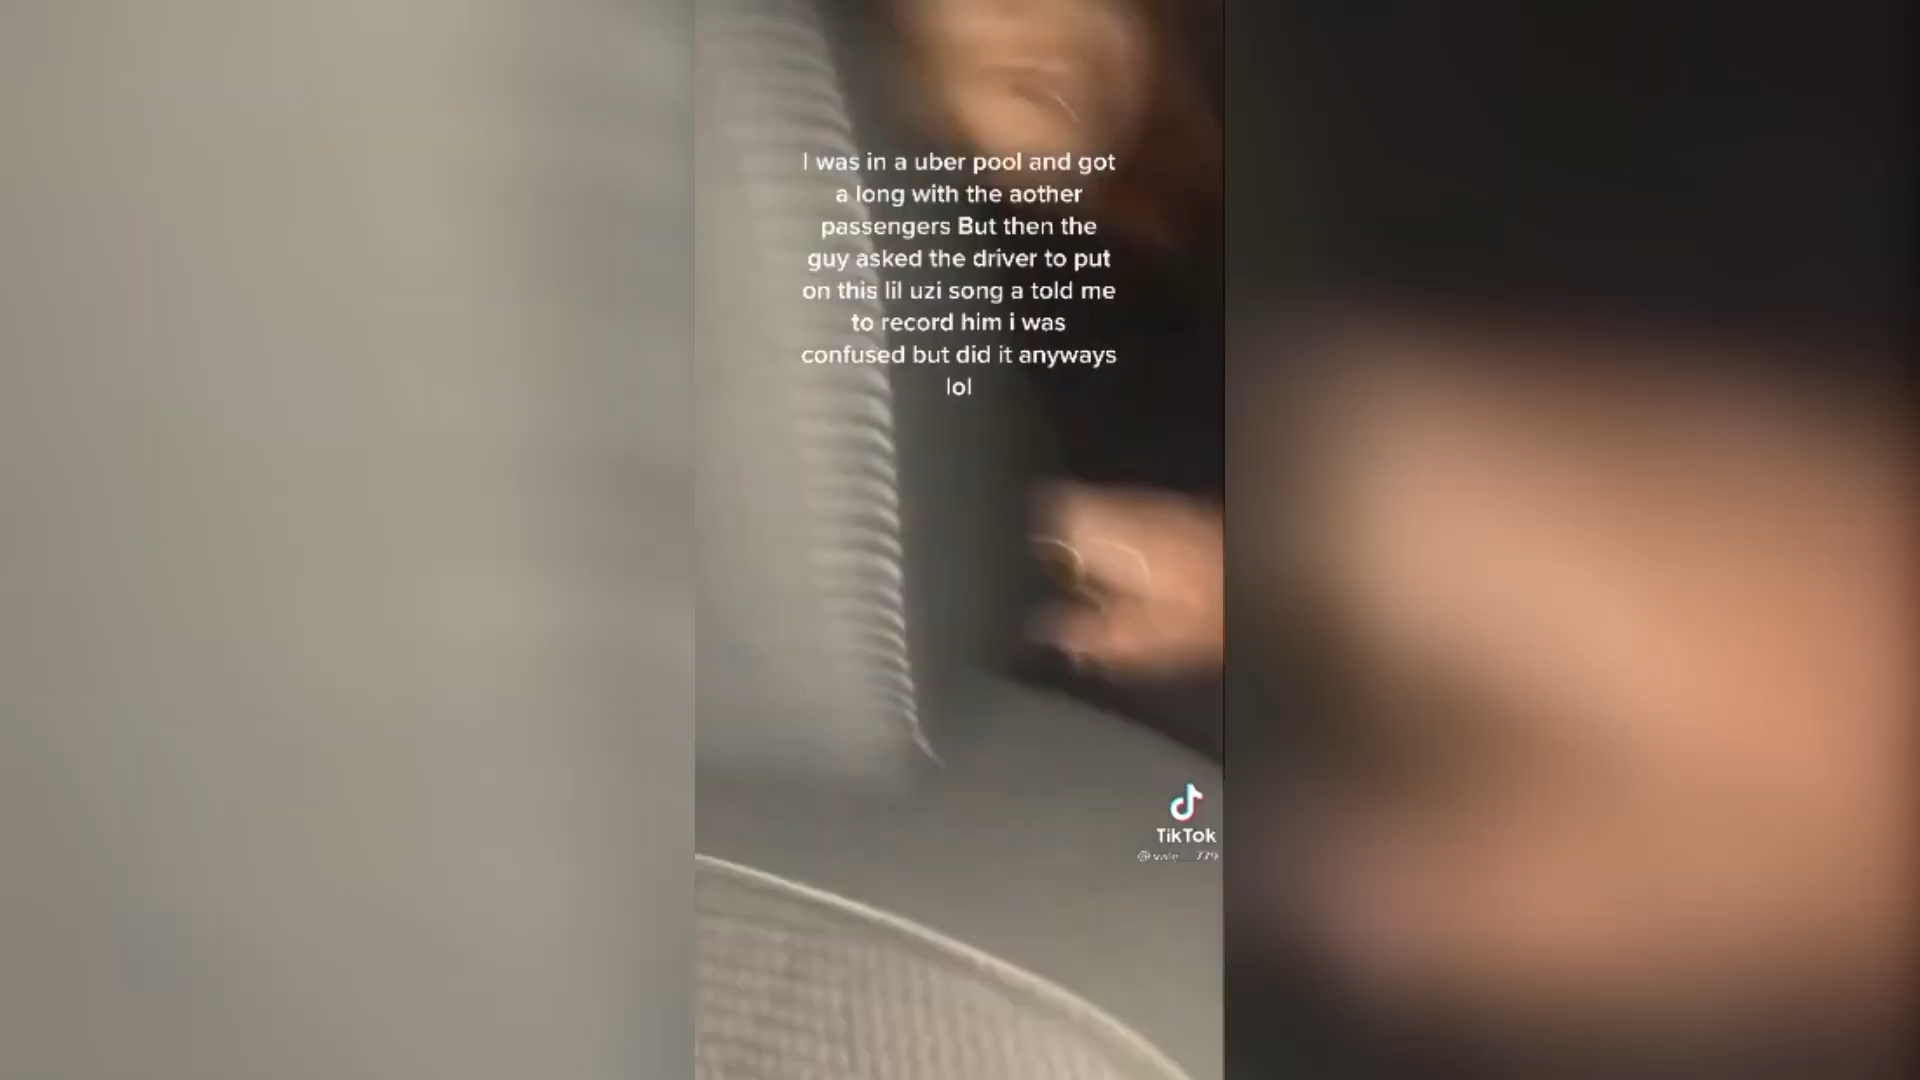 I was in a uber pool and got
a long with the aother
passengers But then the
guy asked the driver to put
on this lil uzi song a told me
to record him i was
confused but did it anyways
lol
TikTok